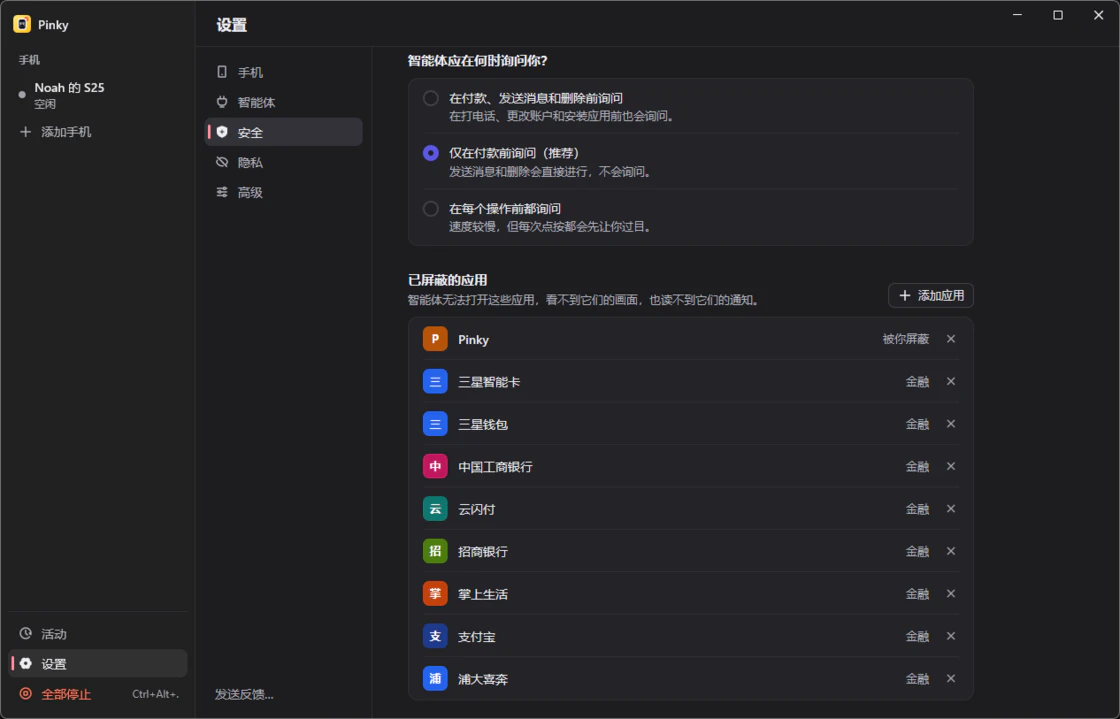 Pinky
设置
手机
Noah 的 S25
空闲
添加手机
活动
设置
全部停止 Ctrl+Alt+.
手机
智能体
安全
隐私
高级
发送反馈...
智能体应在何时询问你？
在付款、发送消息和删除前询问
在打电话、更改账户和安装应用前也会询问。
仅在付款前询问（推荐）
发送消息和删除会直接进行，不会询问。
在每个操作前都询问
速度较慢，但每次点按都会先让你过目。
已屏蔽的应用
智能体无法打开这些应用，看不到它们的画面，也读不到它们的通知。
添加应用
P Pinky 被你屏蔽
三 三星智能卡 金融
三 三星钱包 金融
中 中国工商银行 金融
云 云闪付 金融
招 招商银行 金融
掌 掌上生活 金融
支 支付宝 金融
浦 浦大喜奔 金融